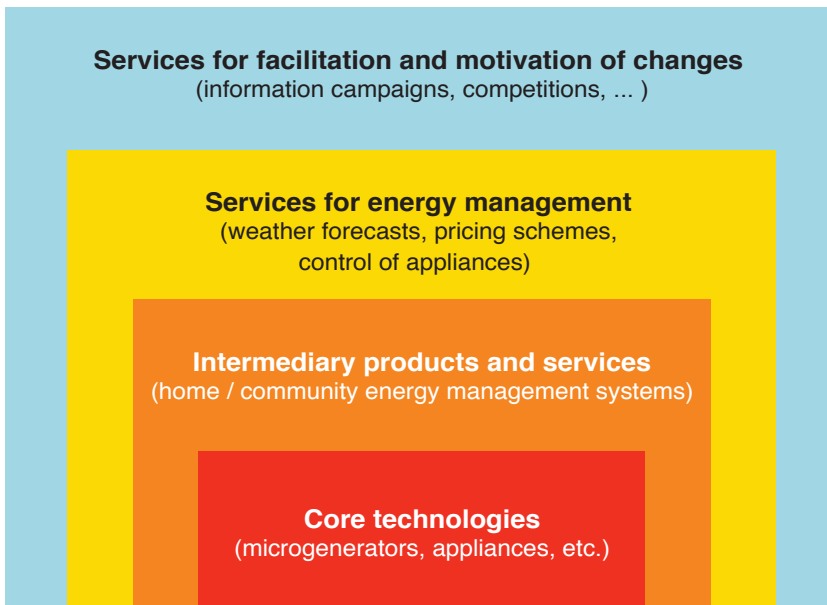 Services for facilitation and motivation of changes
(information campaigns, competitions, ... )
Services for energy management
(weather forecasts, pricing schemes,
control of appliances)
Intermediary products and services
(home / community energy management systems)
Core technologies
(microgenerators, appliances, etc.)